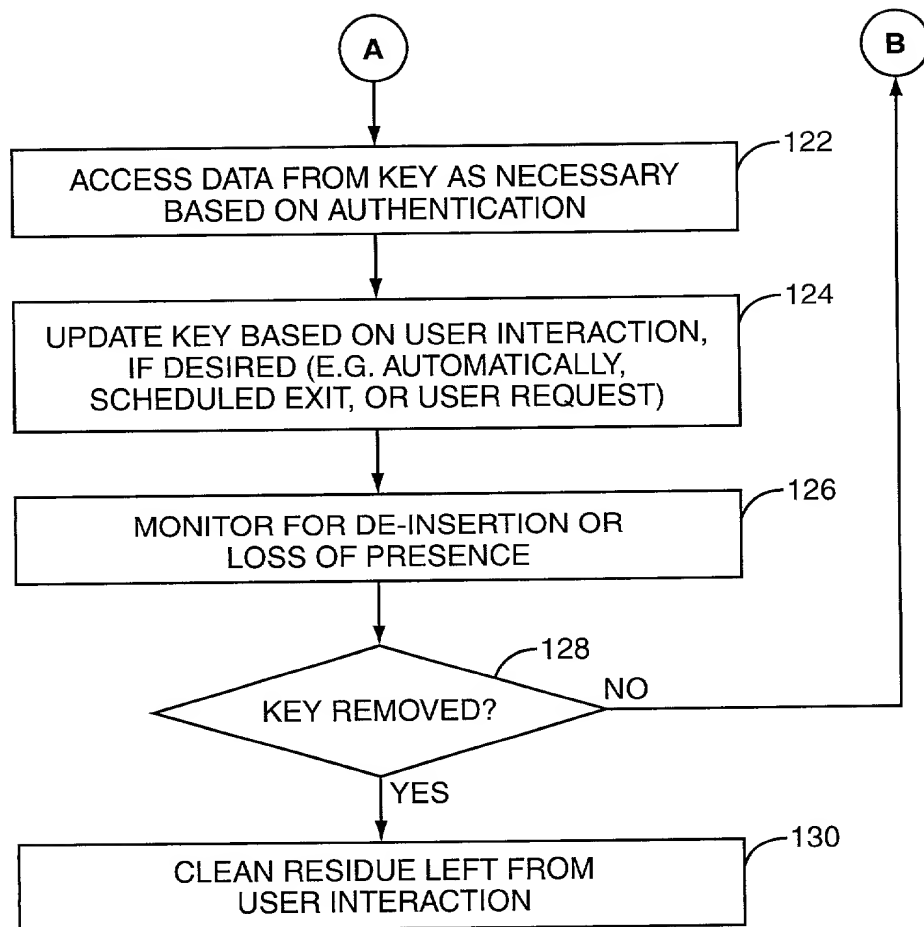 A
B
122
ACCESS DATA FROM KEY AS NECESSARY
BASED ON AUTHENTICATION
124
UPDATE KEY BASED ON USER INTERACTION,
IF DESIRED (E.G. AUTOMATICALLY,
SCHEDULED EXIT, OR USER REQUEST)
126
MONITOR FOR DE-INSERTION OR
LOSS OF PRESENCE
128
KEY REMOVED?
NO
YES
130
CLEAN RESIDUE LEFT FROM
USER INTERACTION